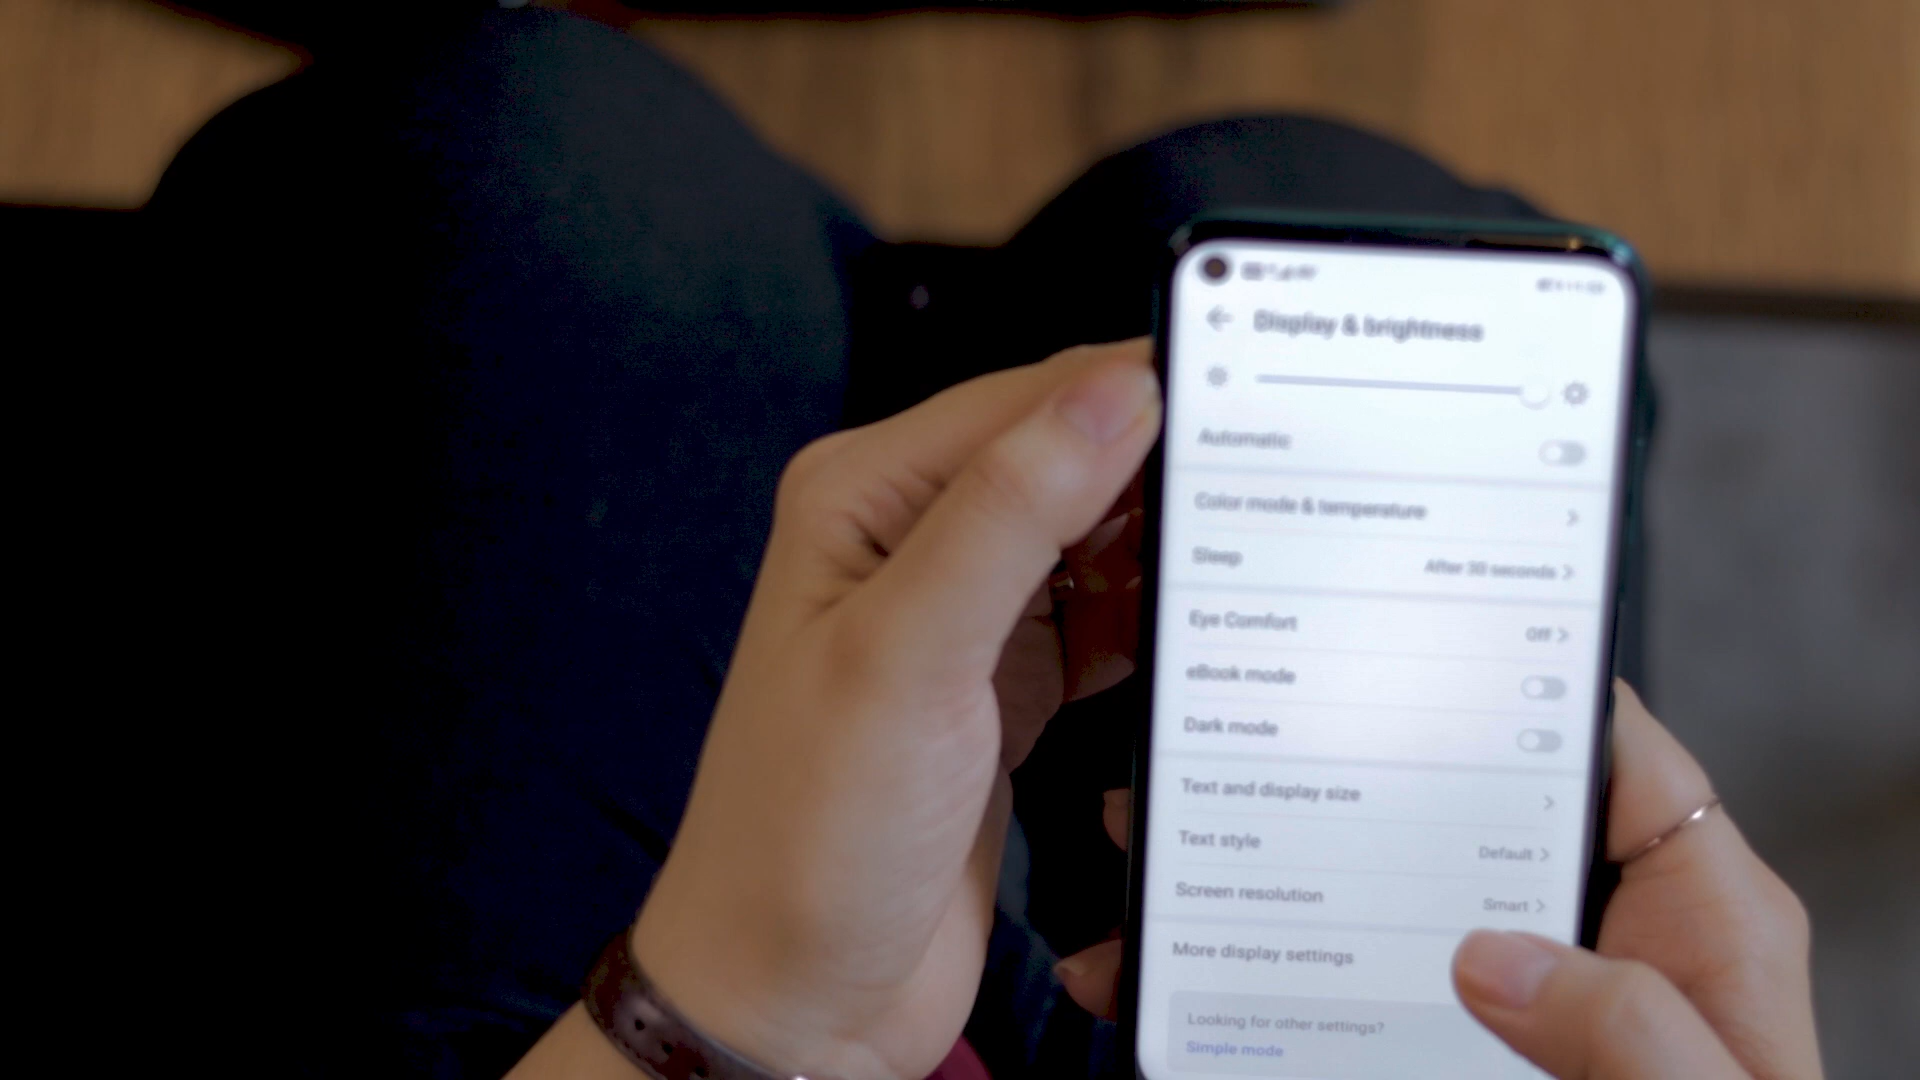 Display & brightness
Automatic
Color mode & temperature
Sleep After 30 seconds
Eye Comfort Off
eBook mode
Dark mode
Text and display size
Text style Default
Screen resolution Smart
More display settings
Looking for other settings?
Simple mode